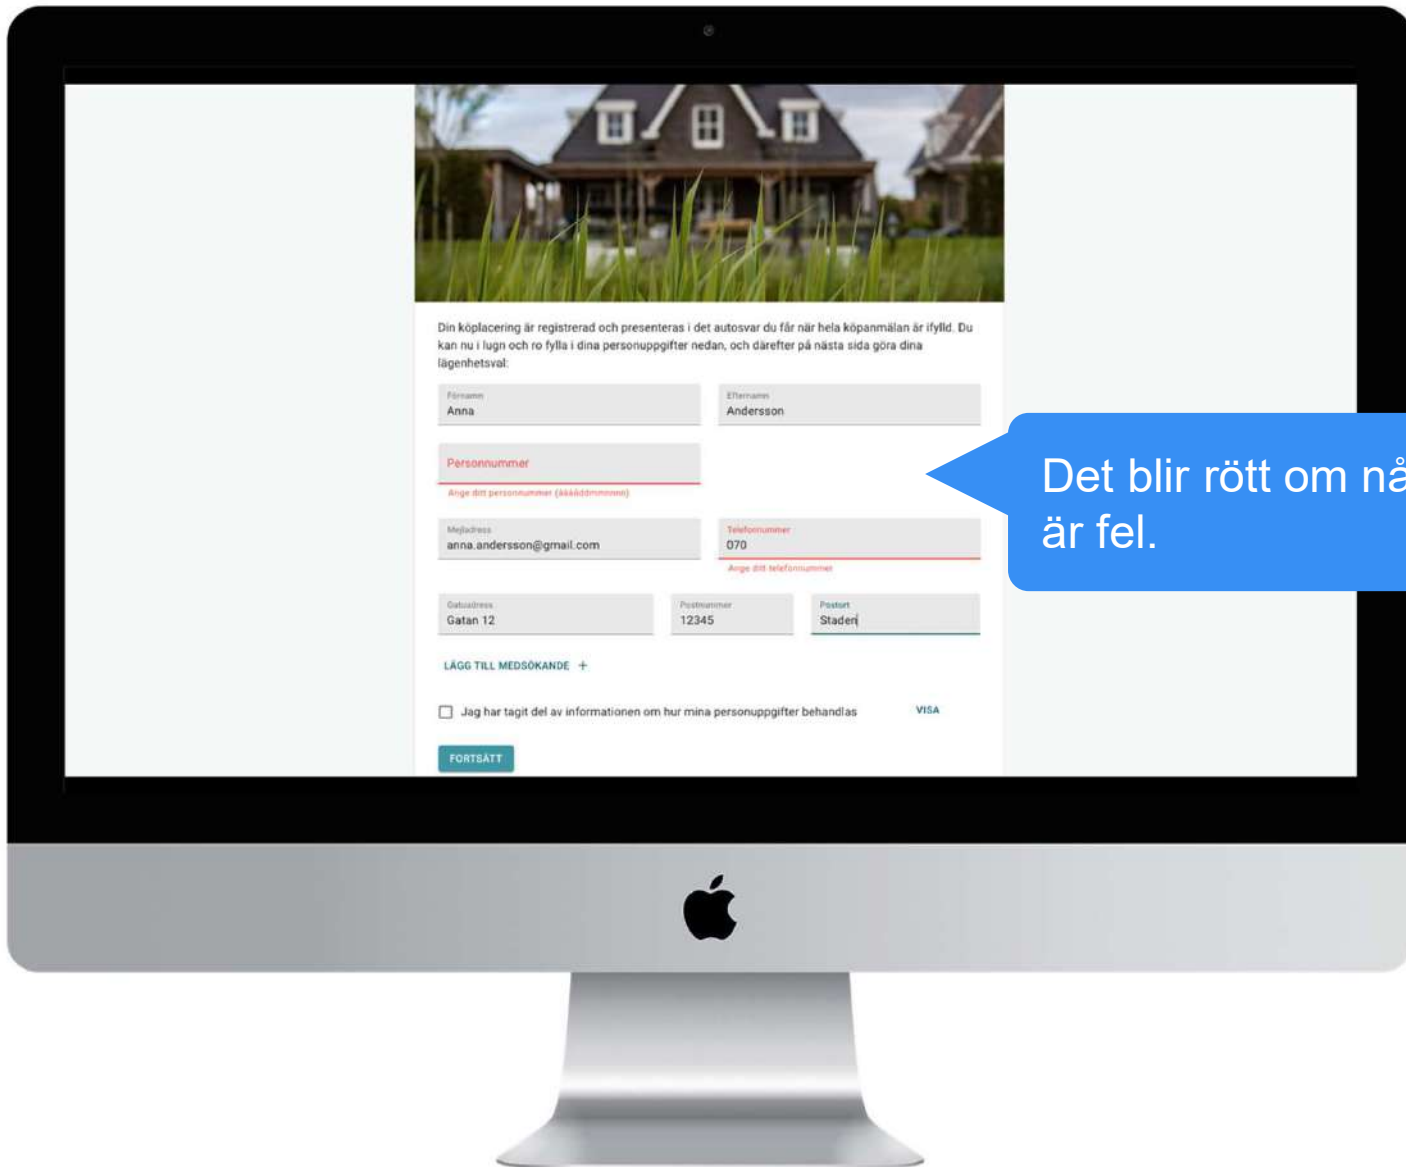 Din köplacering är registrerad och presenteras i det autosvar du får när hela köpanmälan är ifylld. Du
kan nu i lugn och ro fylla i dina personuppgifter nedan, och därefter på nästa sida göra dina
lägenhetsval:
Förnamn
Anna
Efternamn
Andersson
Personnummer
Ange ditt personnummer
Mejladress
anna.andersson@gmail.com
Telefonnummer
070
Ange ditt telefonnummer
Gatuadress
Gatan 12
Postnummer
12345
Postort
Staden
LÄGG TILL MEDSÖKANDE +
Jag har tagit del av informationen om hur mina personuppgifter behandlas
VISA
FORTSÄTT
Det blir rött om nå
är fel.